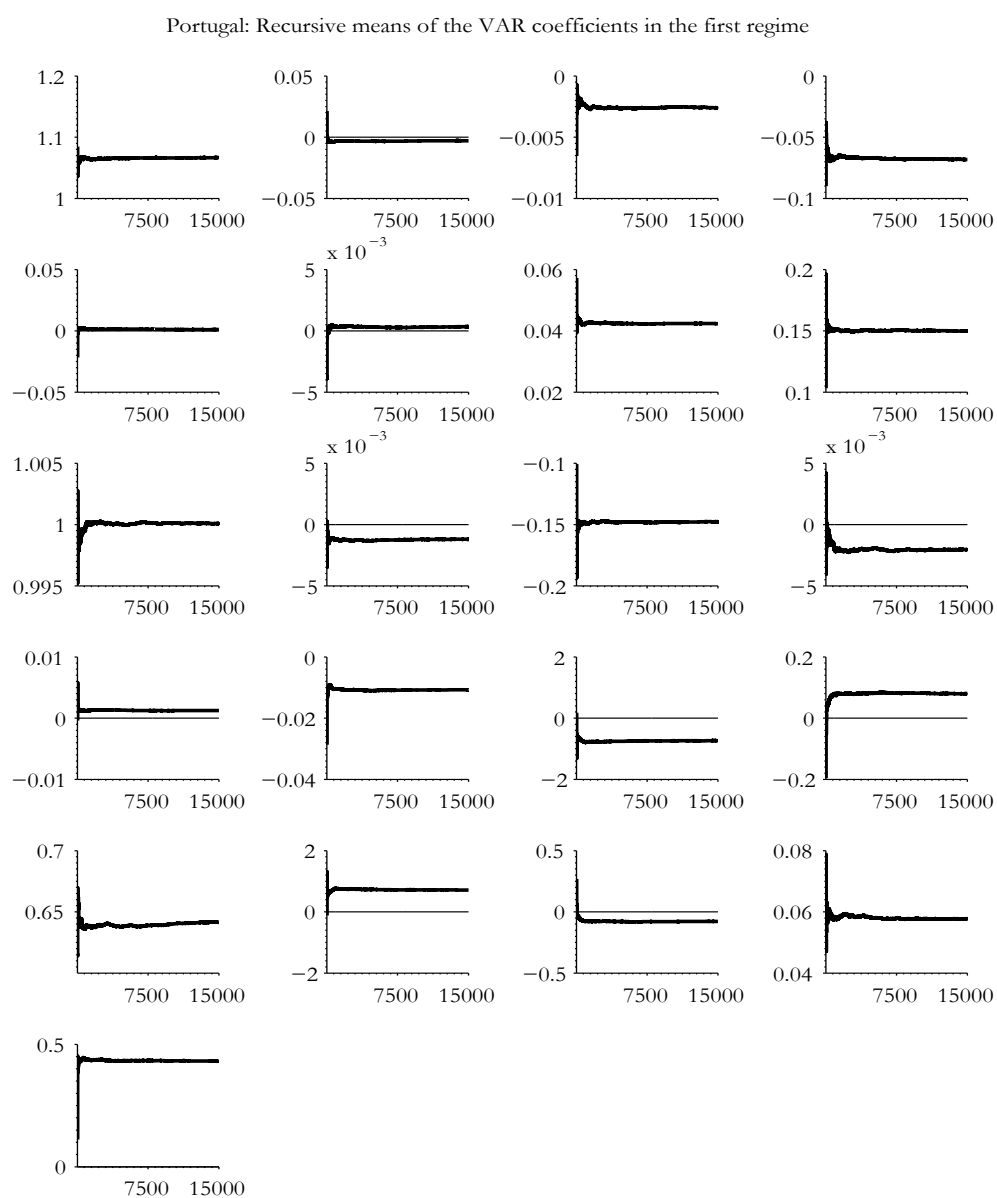 Portugal: Recursive means of the VAR coefficients in the first regime
1.2 0.05 0 0
1.1 0 −0.005 −0.05
1 −0.05 −0.01 −0.1
7500 15000 7500 15000 7500 15000 7500 15000
x 10−3
0.05 5 0.06 0.2
0 0 0.04 0.15
−0.05 −5 0.02 0.1
7500 15000 7500 15000 7500 15000 7500 15000
x 10−3 x 10−3
1.005 5 −0.1 5
1 0 −0.15 0
0.995 −5 −0.2 −5
7500 15000 7500 15000 7500 15000 7500 15000
0.01 0 2 0.2
0 −0.02 0 0
−0.01 −0.04 −2 −0.2
7500 15000 7500 15000 7500 15000 7500 15000
0.7 2 0.5 0.08
0.65 0 0 0.06
−2 −0.5 0.04
7500 15000 7500 15000 7500 15000 7500 15000
0.5
0
7500 15000